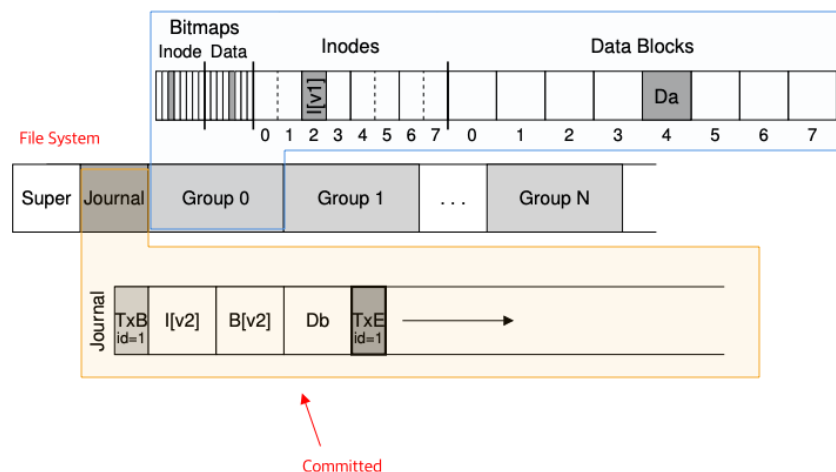 Bitmaps
Inode Data
Inodes
Data Blocks
I[v1]
Da
0 1 2 3 4 5 6 7 0 1 2 3 4 5 6 7
File System
Super Journal Group 0 Group 1 . . . Group N
Journal
TxB id=1 I[v2] B[v2] Db TxE id=1
Committed